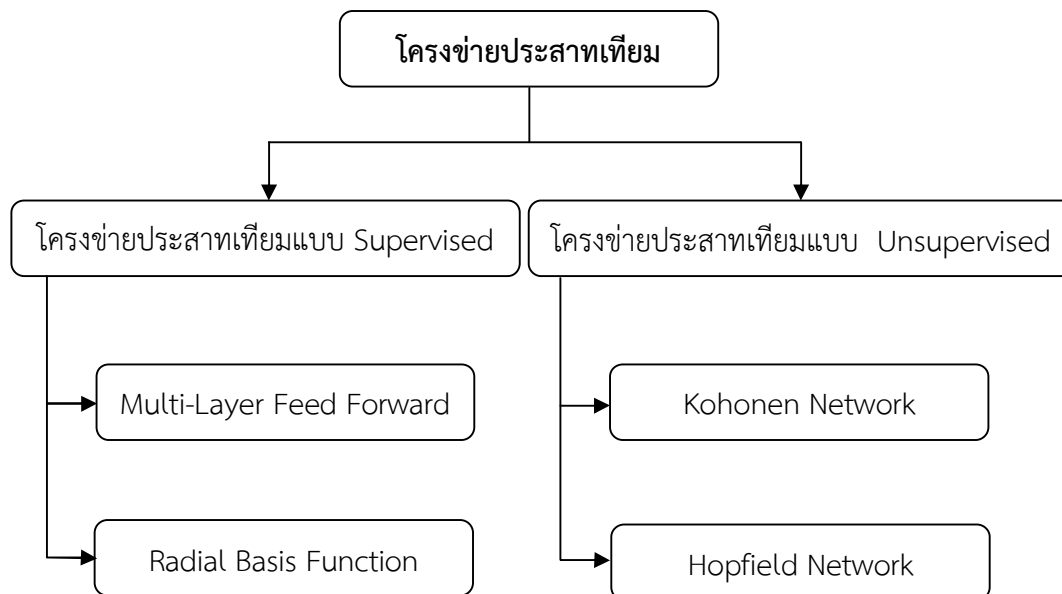 โครงข่ายประสาทเทียม
โครงข่ายประสาทเทียมแบบ Supervised
โครงข่ายประสาทเทียมแบบ Unsupervised
Multi-Layer Feed Forward
Kohonen Network
Radial Basis Function
Hopfield Network